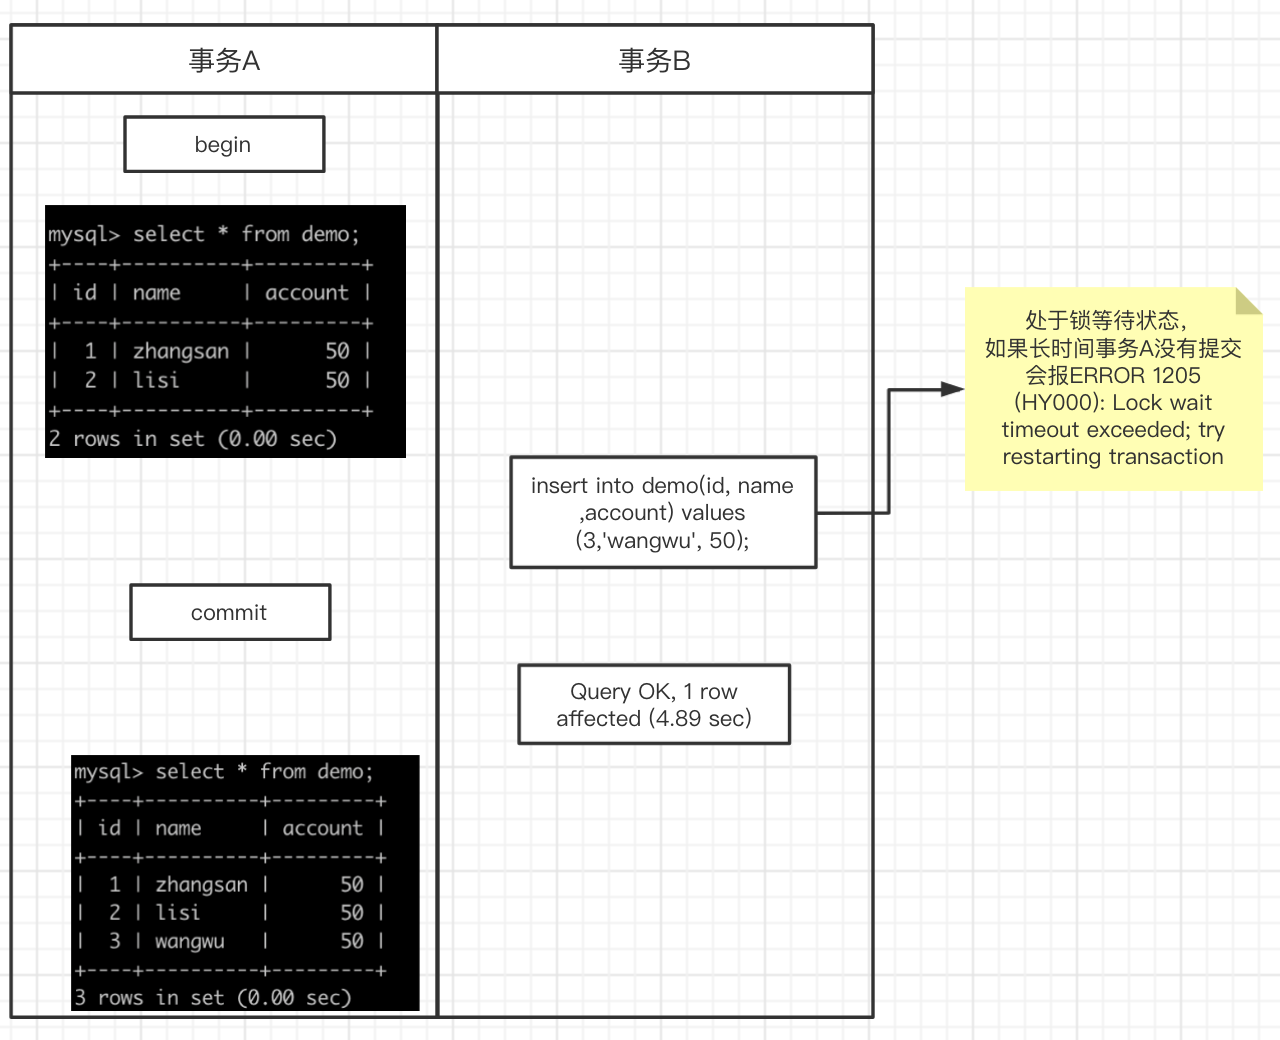 事务A
事务B
begin
mysql> select * from demo;
+----+----------+---------+
| id | name     | account |
+----+----------+---------+
|  1 | zhangsan |      50 |
|  2 | lisi     |      50 |
+----+----------+---------+
2 rows in set (0.00 sec)
处于锁等待状态，
如果长时间事务A没有提交
会报ERROR 1205
(HY000): Lock wait
timeout exceeded; try
restarting transaction
insert into demo(id, name
,account) values
(3,'wangwu', 50);
commit
Query OK, 1 row
affected (4.89 sec)
mysql> select * from demo;
+----+----------+---------+
| id | name     | account |
+----+----------+---------+
|  1 | zhangsan |      50 |
|  2 | lisi     |      50 |
|  3 | wangwu   |      50 |
+----+----------+---------+
3 rows in set (0.00 sec)